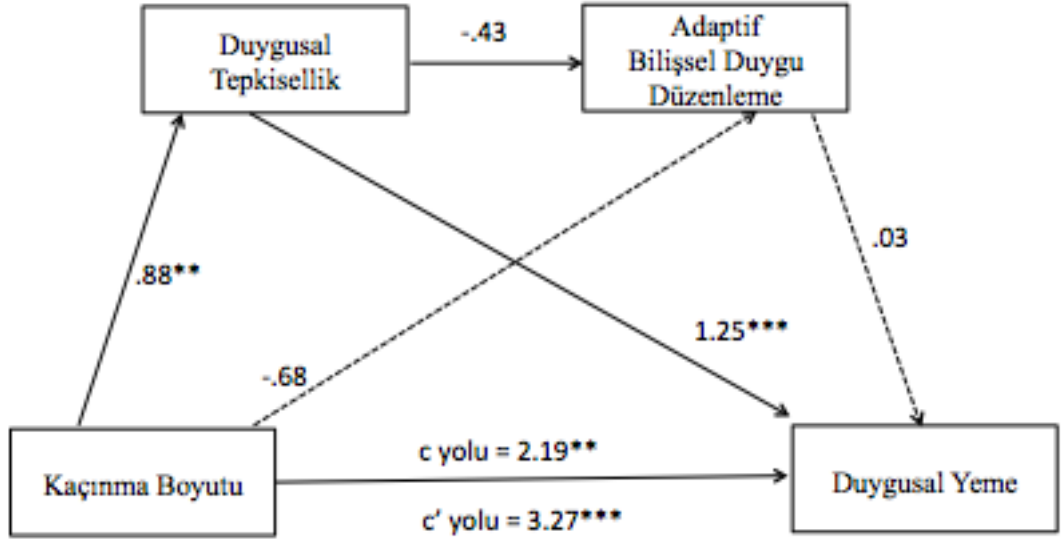 Duygusal
Tepkisellik
-.43
Adaptif
Bilişsel Duygu
Düzenleme
.88**
-.68
1.25***
.03
Kaçınma Boyutu
c yolu = 2.19**
c’ yolu = 3.27***
Duygusal Yeme